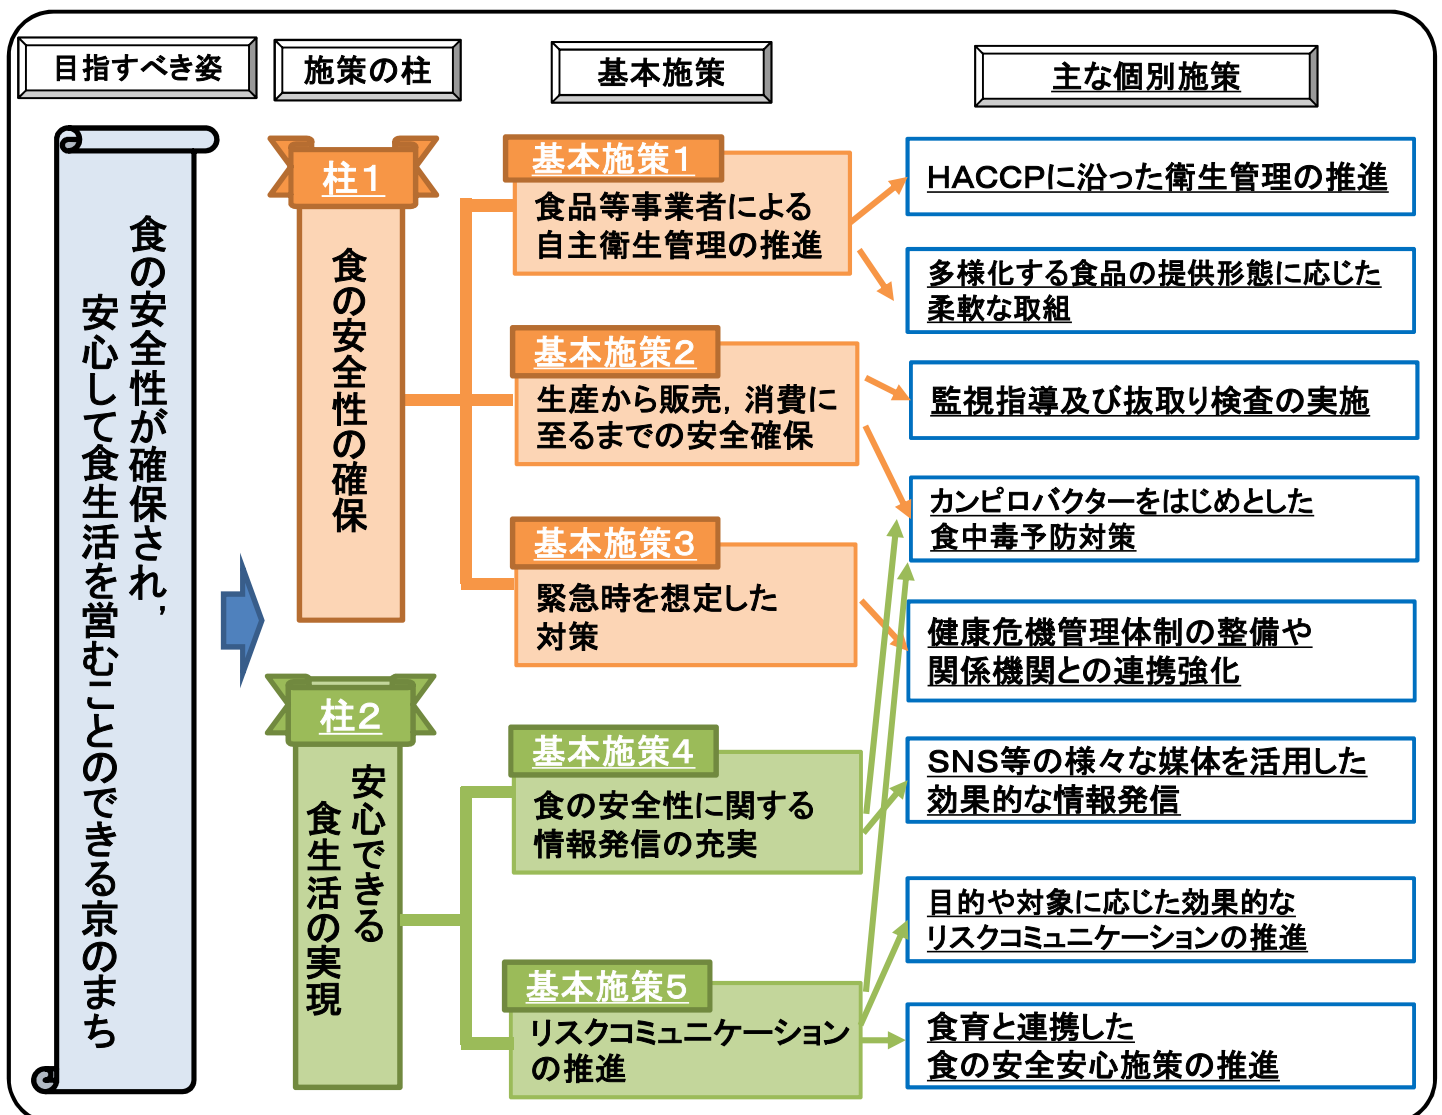 目指すべき姿
施策の柱
基本施策
主な個別施策
食の安全性が確保され，
安心して食生活を営むことのできる京のまち
柱１
食の安全性の確保
基本施策１
食品等事業者による
自主衛生管理の推進
HACCPに沿った衛生管理の推進
多様化する食品の提供形態に応じた
柔軟な取組
基本施策２
生産から販売，消費に
至るまでの安全確保
監視指導及び抜取り検査の実施
カンピロバクターをはじめとした
食中毒予防対策
基本施策３
緊急時を想定した
対策
健康危機管理体制の整備や
関係機関との連携強化
柱２
安心できる
食生活の実現
基本施策４
食の安全性に関する
情報発信の充実
SNS等の様々な媒体を活用した
効果的な情報発信
基本施策５
リスクコミュニケーション
の推進
目的や対象に応じた効果的な
リスクコミュニケーションの推進
食育と連携した
食の安全安心施策の推進